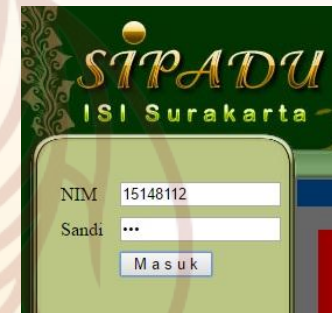 SIPADU
ISI Surakarta
NIM 15148112
Sandi •••
Masuk